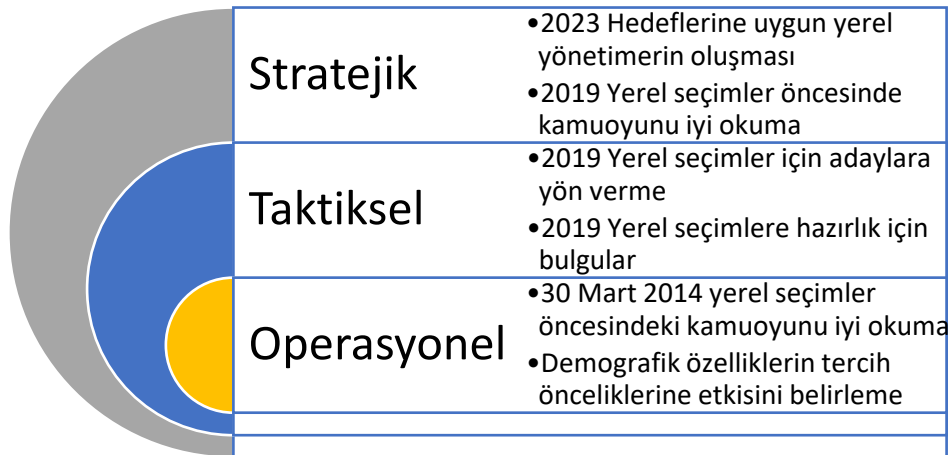 Stratejik
•2023 Hedeflerine uygun yerel
yönetimerin oluşması
•2019 Yerel seçimler öncesinde
kamuoyunu iyi okuma
Taktiksel
•2019 Yerel seçimler için adaylara
yön verme
•2019 Yerel seçimlere hazırlık için
bulgular
Operasyonel
•30 Mart 2014 yerel seçimler
öncesindeki kamuoyunu iyi okuma
•Demografik özelliklerin tercih
önceliklerine etkisini belirleme